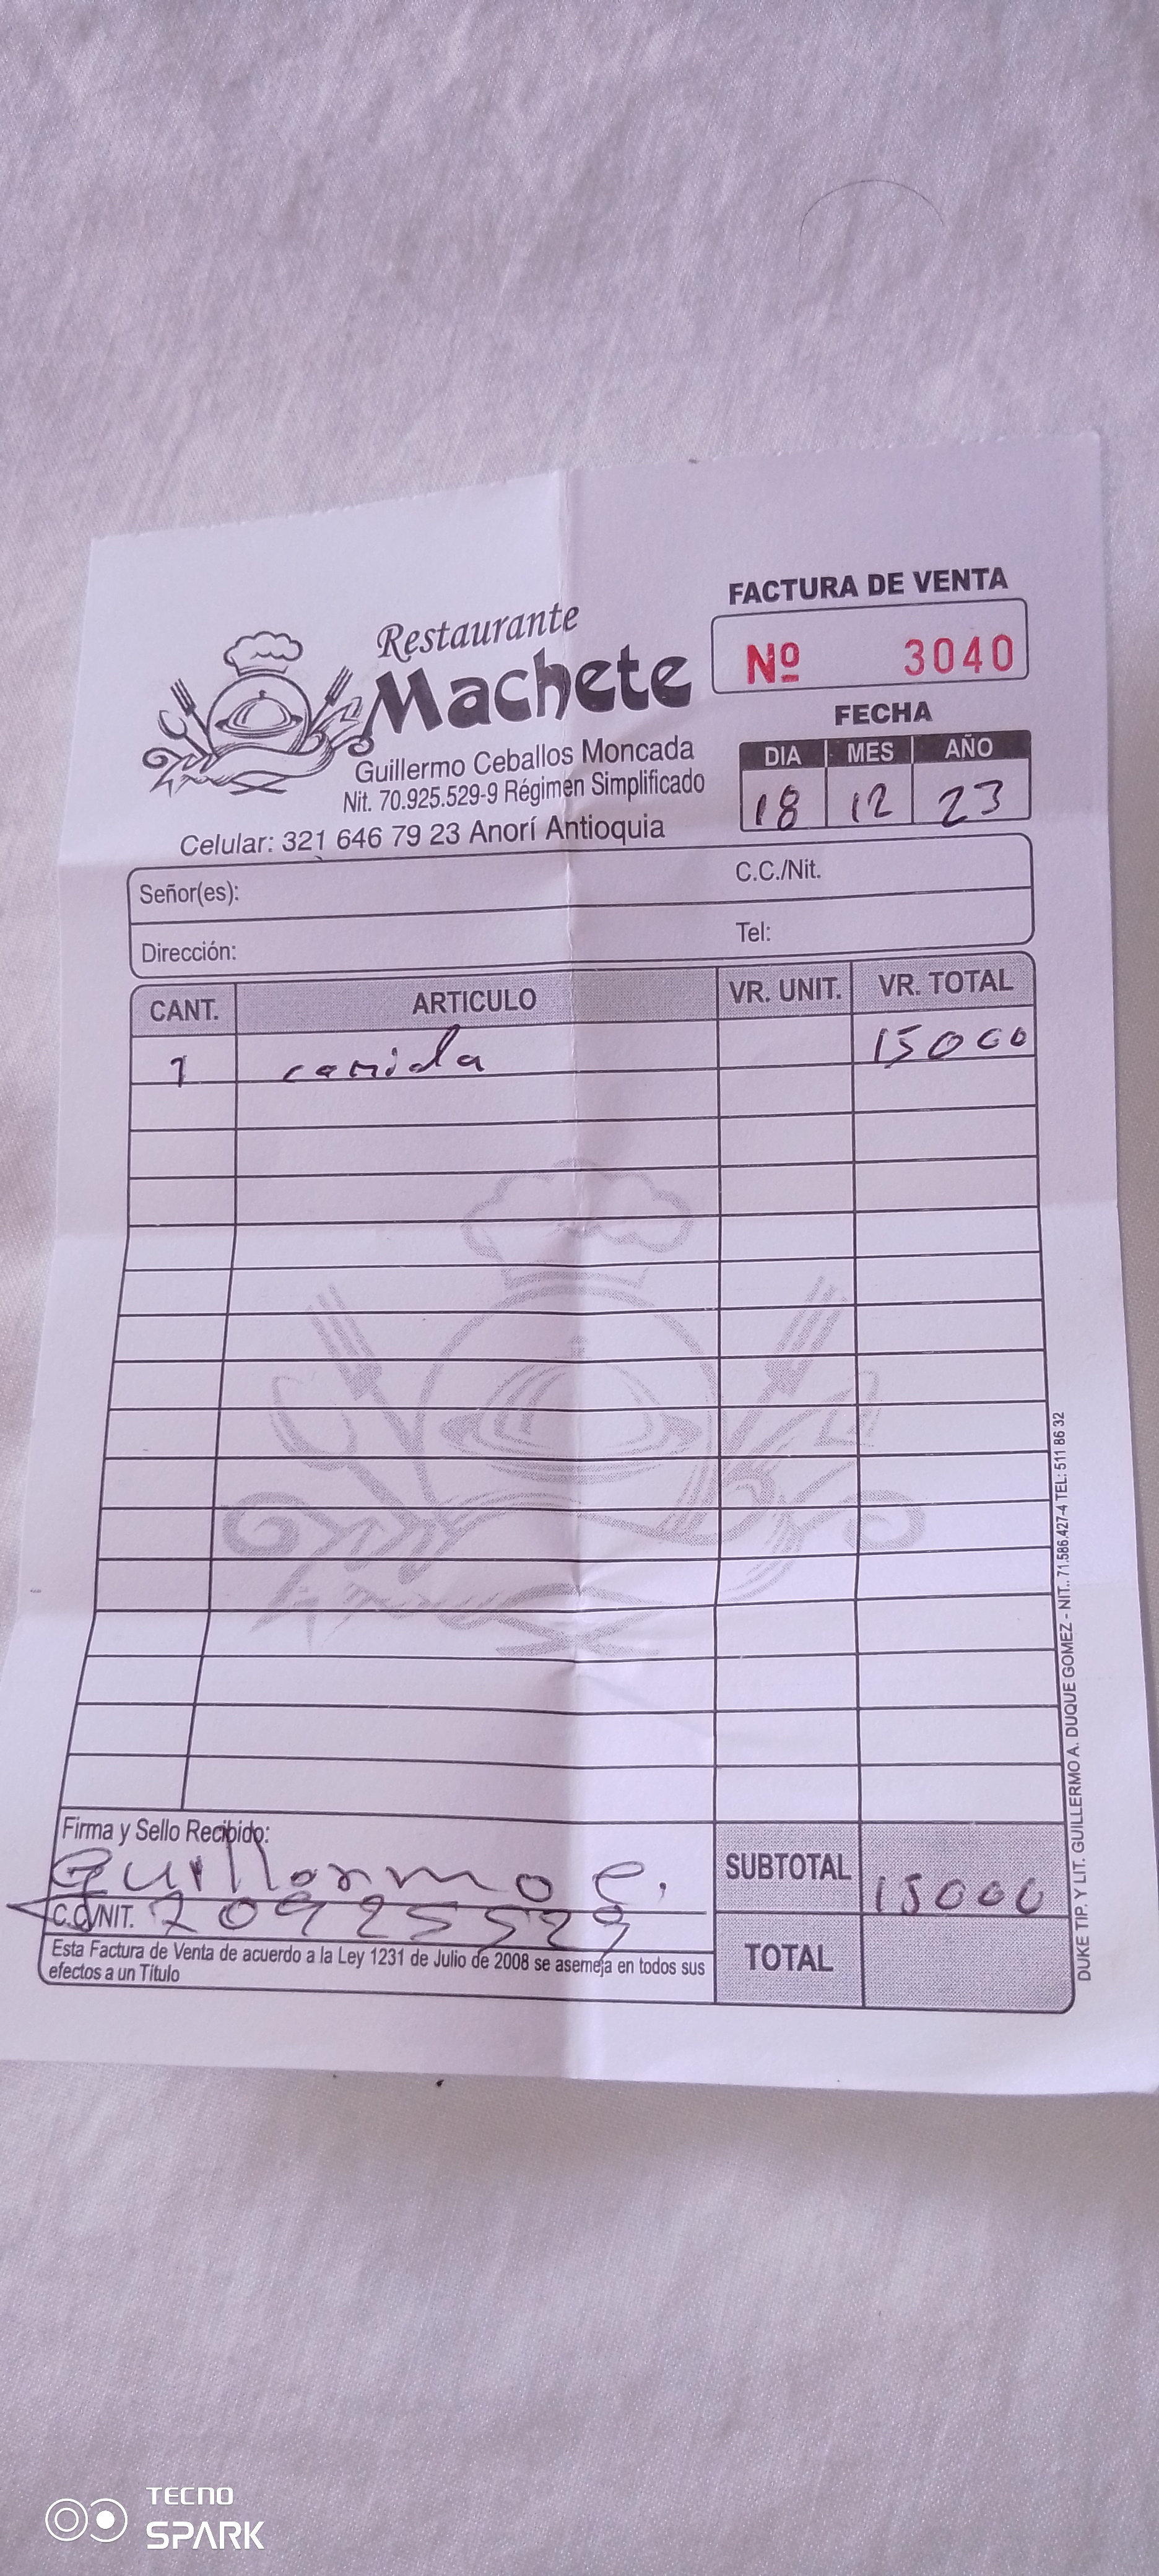 FACTURA DE VENTA
Restaurante
Machete
Nº 3040
Guillermo Ceballos Moncada
Nit. 70.925.529-9 Régimen Simplificado
Celular: 321 646 79 23 Anorí Antioquia
FECHA
DIA MES AÑO
18 12 23
Señor(es): C.C./Nit.
Dirección: Tel:
CANT. ARTICULO VR. UNIT. VR. TOTAL
1 comida 15000
Firma y Sello Recibido:
Guillermo C.
C.C/NIT. 70925529
Esta Factura de Venta de acuerdo a la Ley 1231 de Julio de 2008 se asemeja en todos sus
efectos a un Título
SUBTOTAL 15000
TOTAL
DUKE TIP. Y LIT. GUILLERMO A. DUQUE GOMEZ - NIT.. 71.586.427-4 TEL: 511 86 32
TECNO
SPARK